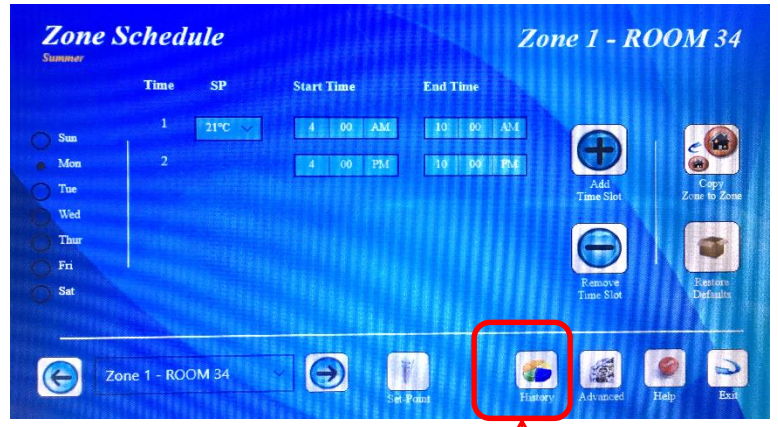 Zone Schedule
Zone 1 - ROOM 34
Summer
Time SP Start Time End Time
1 21°C 4 00 AM 10 00 AM
2 4 00 PM 10 00 PM
Sun
Mon
Tue
Wed
Thur
Fri
Sat
Add
Time Slot
Copy
Zone to Zone
Remove
Time Slot
Restore
Defaults
Zone 1 - ROOM 34
Set-Point
History
Advanced
Help
Exit